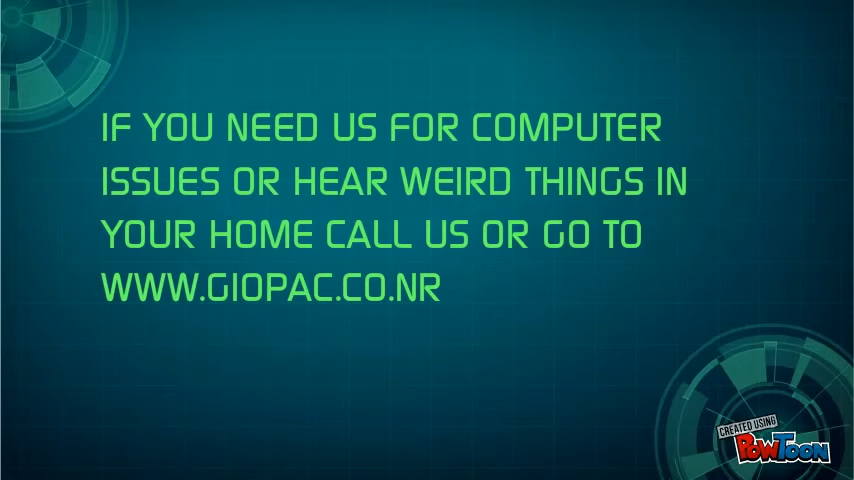 IF YOU NEED US FOR COMPUTER
ISSUES OR HEAR WEIRD THINGS IN
YOUR HOME CALL US OR GO TO
WWW.GIOPAC.CO.NR
CREATED USING
POWTOON